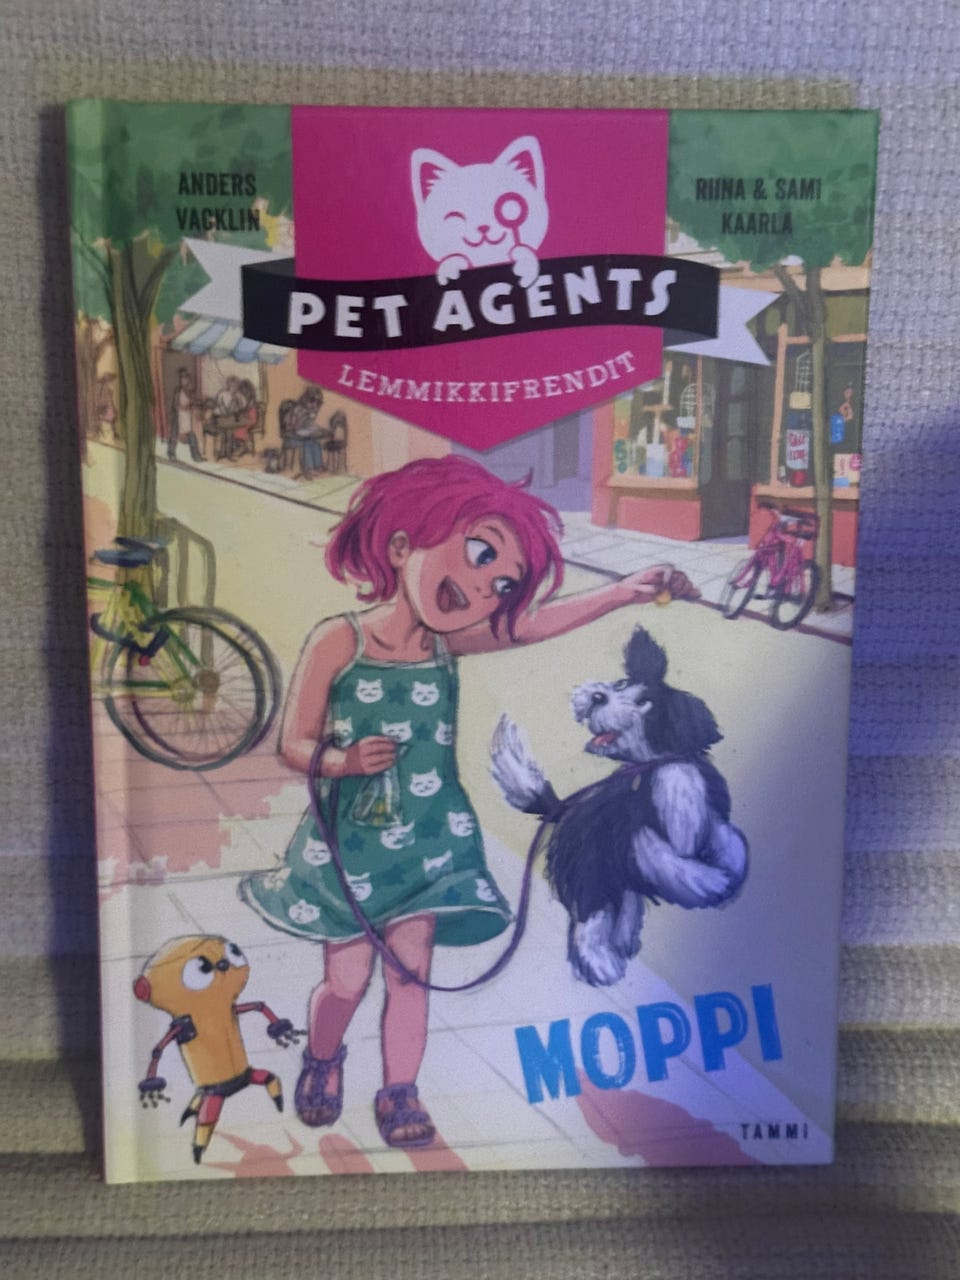 ANDERS
VACKLIN
RIINA & SAMI
KAARLA
PET AGENTS
LEMMIKKIFRENDIT
MOPPI
TAMMI